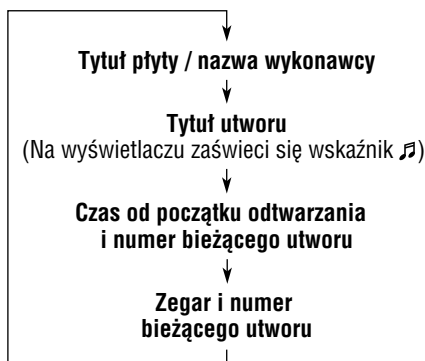 Tytuł płyty / nazwa wykonawcy
Tytuł utworu
(Na wyświetlaczu zaświeci się wskaźnik ♫)
Czas od początku odtwarzania
i numer bieżącego utworu
Zegar i numer
bieżącego utworu